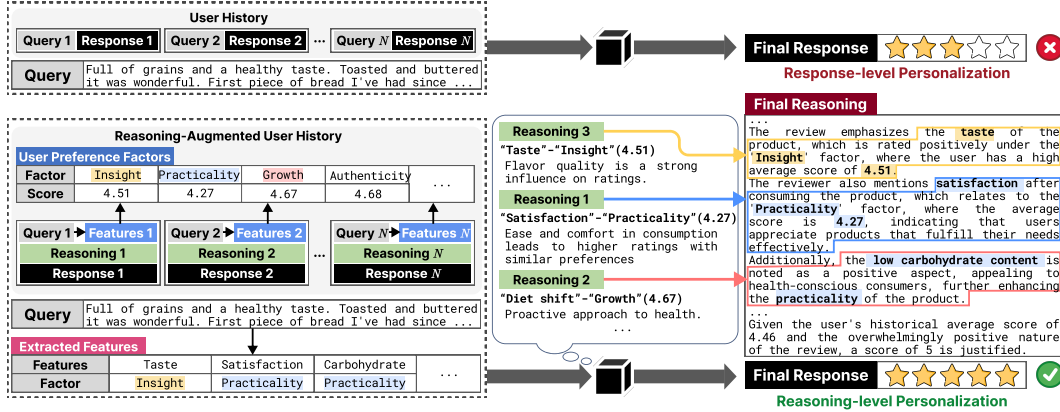 User History
Query 1 Response 1 Query 2 Response 2 ... Query N Response N
Query
Full of grains and a healthy taste. Toasted and buttered
it was wonderful. First piece of bread I've had since ...
Final Response
Response-level Personalization
Reasoning-Augmented User History
User Preference Factors
Factor Insight Practicality Growth Authenticity ...
Score 4.51 4.27 4.67 4.68
Query 1 Features 1 Query 2 Features 2 ... Query N Features N
Reasoning 1 Reasoning 2 Reasoning N
Response 1 Response 2 Response N
Query
Full of grains and a healthy taste. Toasted and buttered
it was wonderful. First piece of bread I've had since ...
Extracted Features
Features Taste Satisfaction Carbohydrate ...
Factor Insight Practicality Practicality
Reasoning 3
"Taste"-"Insight"(4.51)
Flavor quality is a strong
influence on ratings.
Reasoning 1
"Satisfaction"-"Practicality"(4.27)
Ease and comfort in consumption
leads to higher ratings with
similar preferences
Reasoning 2
"Diet shift"-"Growth"(4.67)
Proactive approach to health.
...
Final Reasoning
...
The review emphasizes the taste of the
product, which is rated positively under the
'Insight' factor, where the user has a high
average score of 4.51.
The reviewer also mentions satisfaction after
consuming the product, which relates to the
'Practicality' factor, where the average
score is 4.27, indicating that users
appreciate products that fulfill their needs
effectively.
Additionally, the low carbohydrate content is
noted as a positive aspect, appealing to
health-conscious consumers, further enhancing
the practicality of the product.
...
Given the user's historical average score of
4.46 and the overwhelmingly positive nature
of the review, a score of 5 is justified.
Final Response
Reasoning-level Personalization